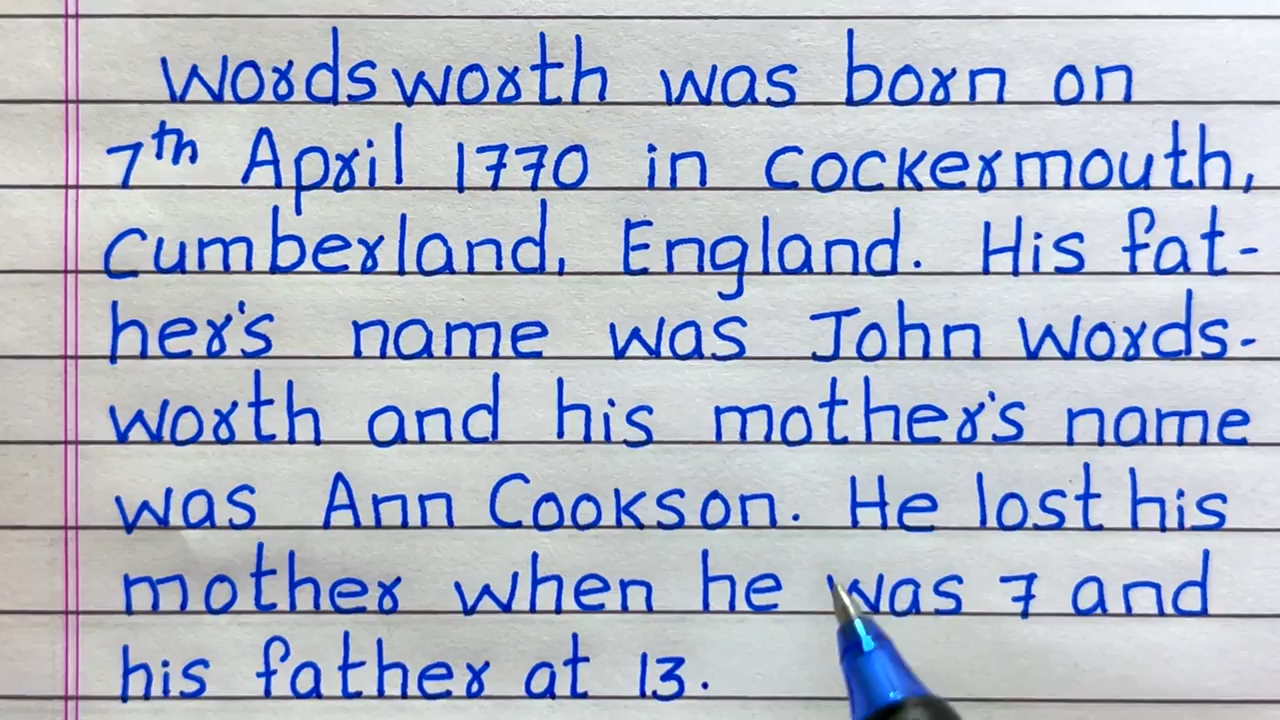 Wordsworth was born on
7th April 1770 in Cockermouth,
Cumberland, England. His fat-
her's name was John Words-
worth and his mother's name
was Ann Cookson. He lost his
mother when he was 7 and
his father at 13.